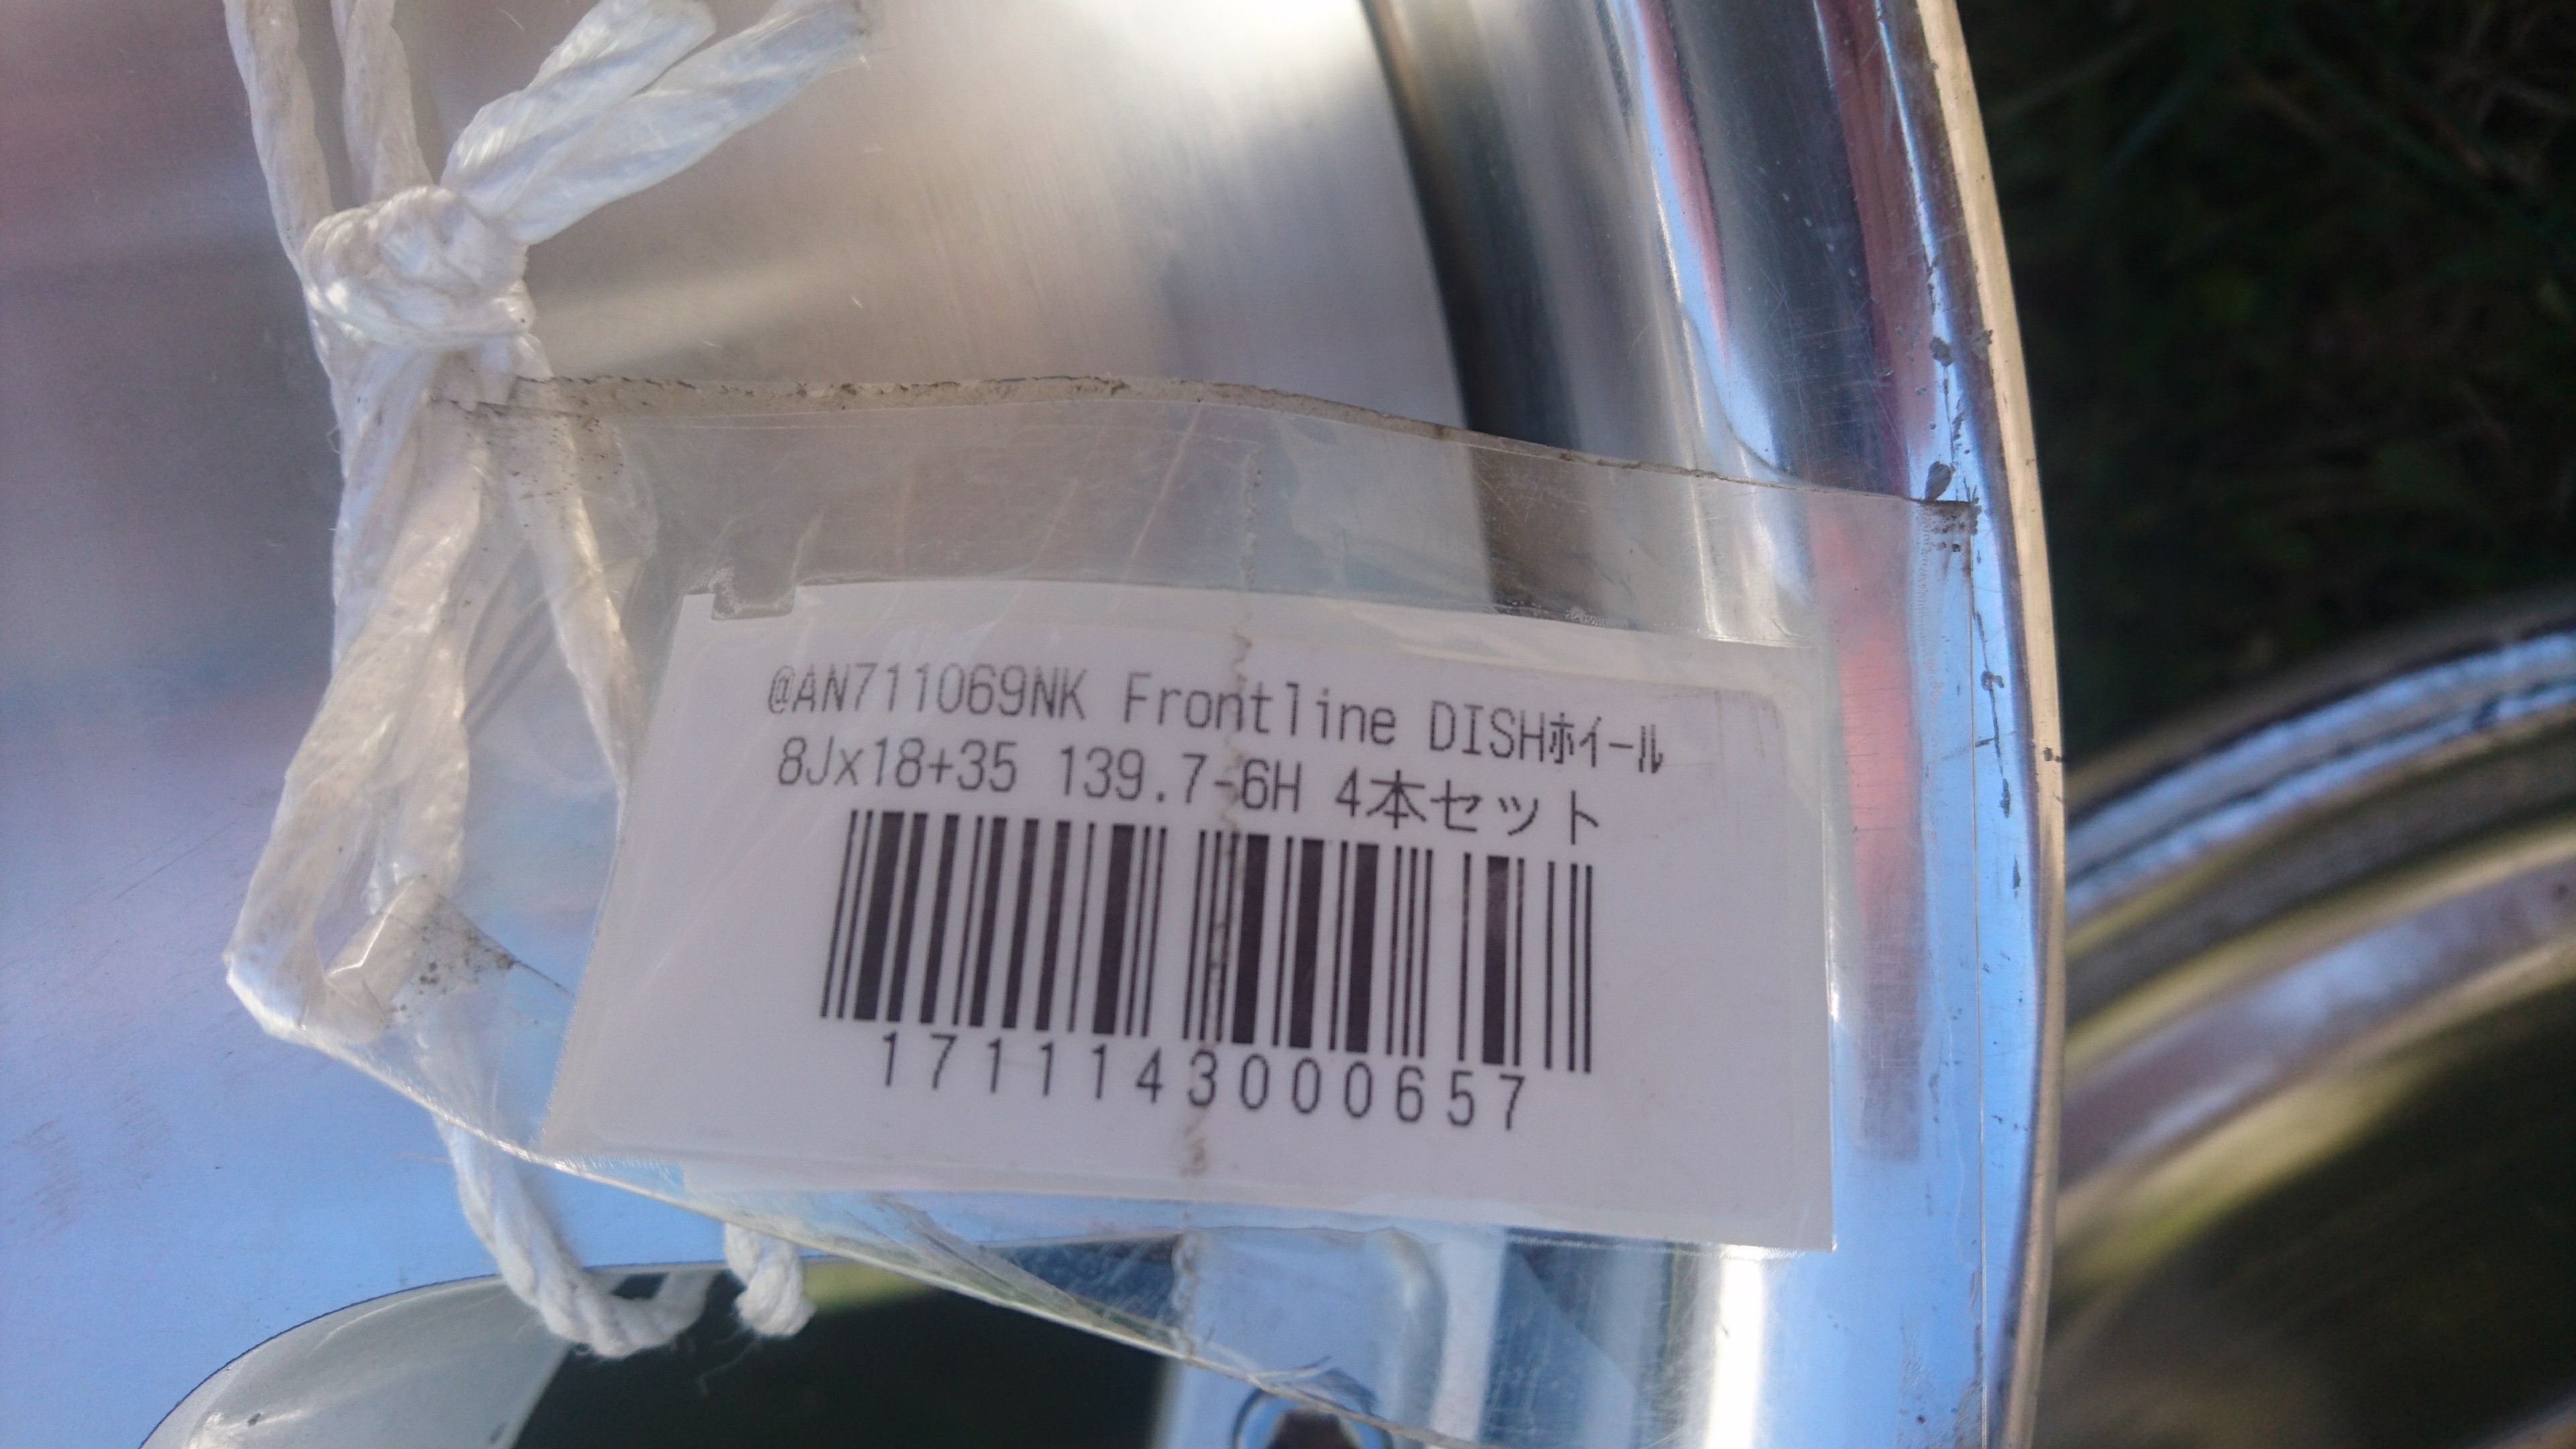 @AN711069NK Frontline DISHﾎｲｰﾙ
8Jx18+35 139.7-6H 4本セット
1711143000657